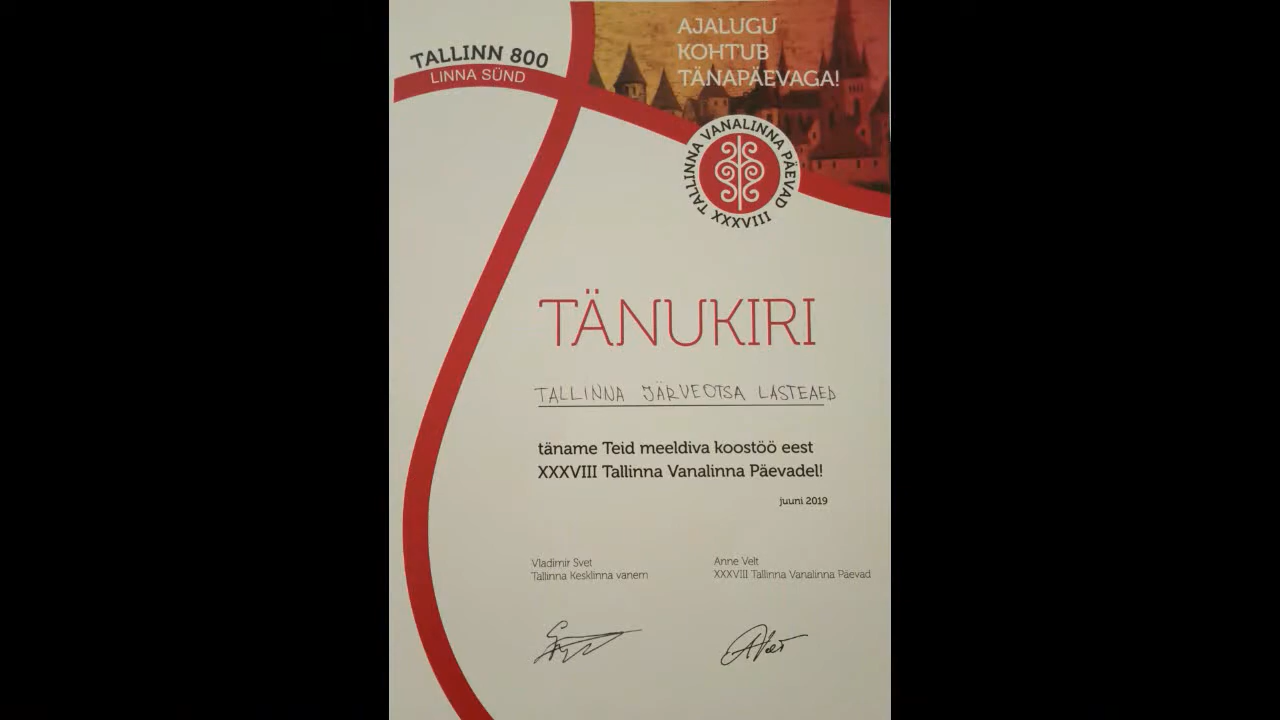 TALLINN 800
LINNA SÜND
AJALUGU
KOHTUB
TÄNAPÄEVAGA!
XXXVIII TALLINNA VANALINNA PÄEVAD
TÄNUKIRI
TALLINNA JÄRVEOTSA LASTEAED
täname Teid meeldiva koostöö eest
XXXVIII Tallinna Vanalinna Päevadel!
juuni 2019
Vladimir Svet
Tallinna Kesklinna vanem
Anne Velt
XXXVIII Tallinna Vanalinna Päevad